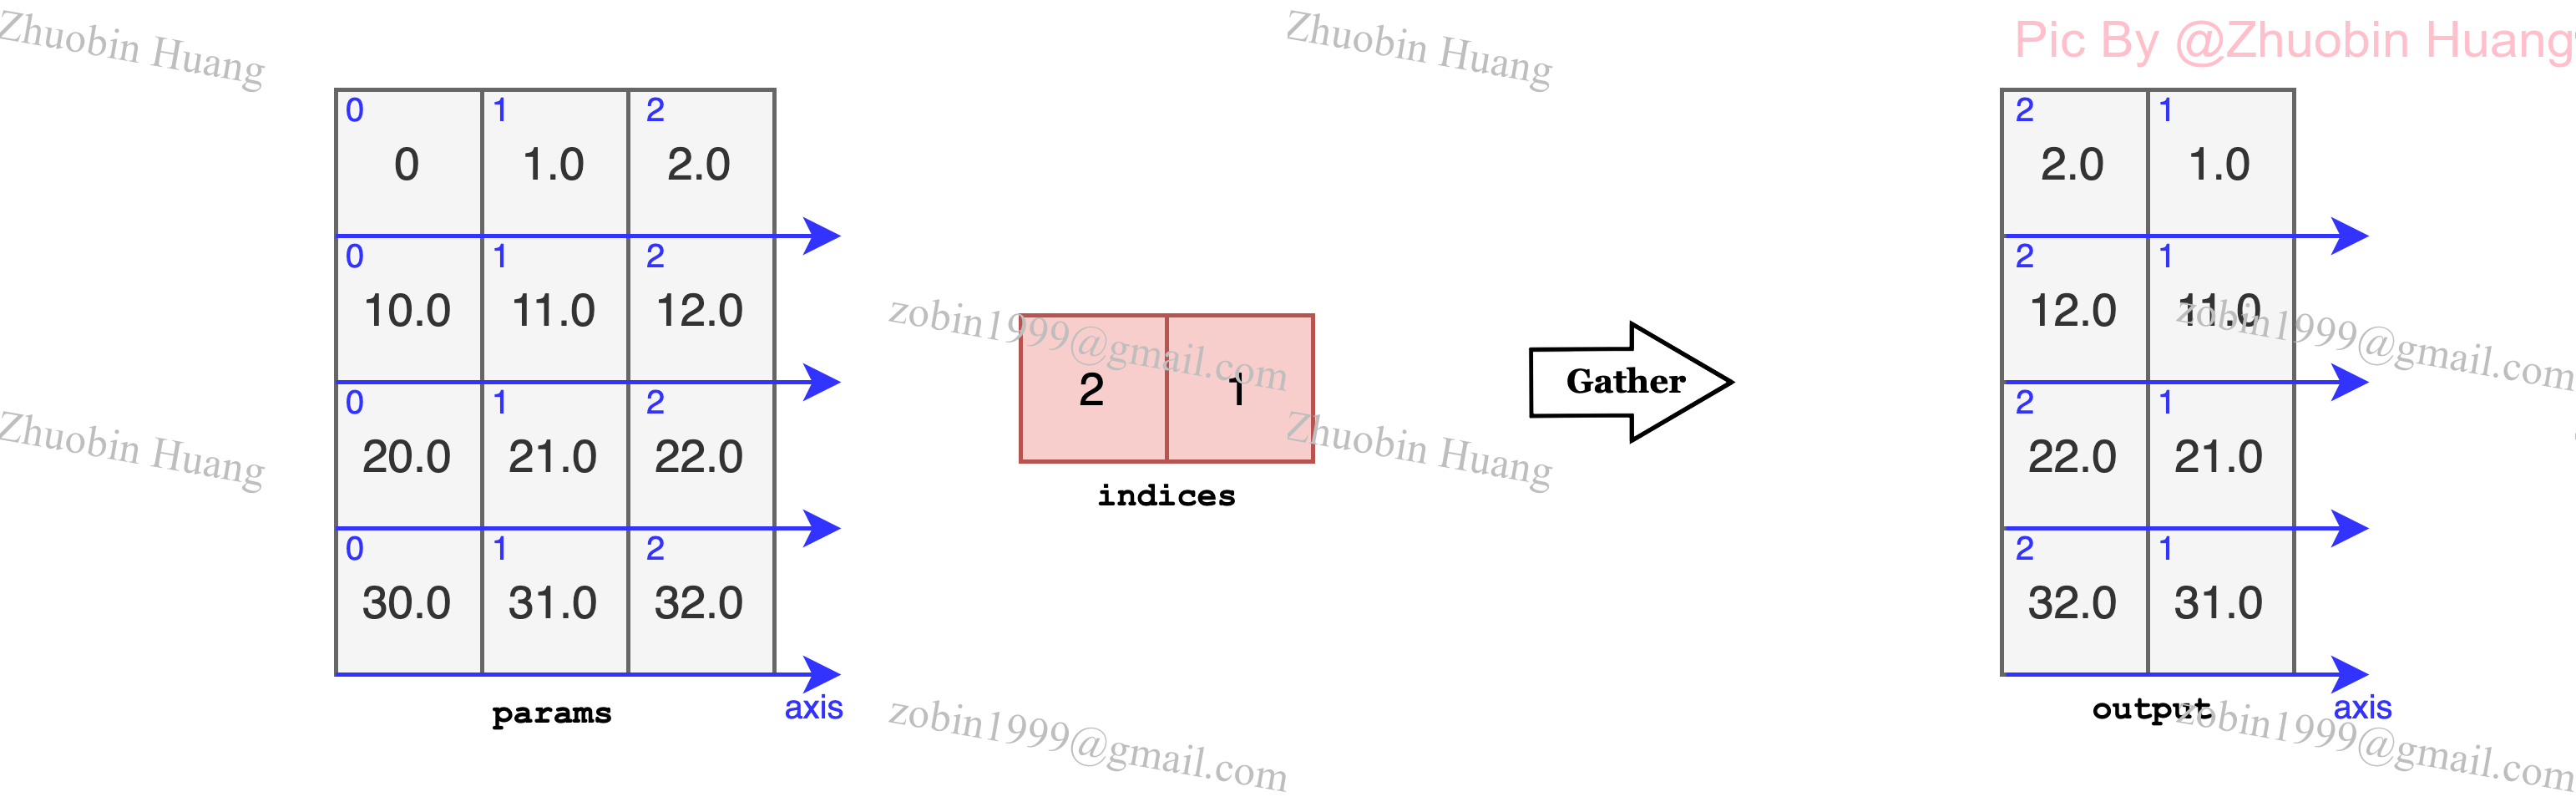 Zhuobin Huang
Zhuobin Huang
Pic By @Zhuobin Huang
0 1 2
0 1.0 2.0
2 1
2.0 1.0
0 1 2
10.0 11.0 12.0
2 1
12.0 11.0
zobin1999@gmail.com
zobin1999@gmail.com
2 1
indices
Gather
0 1 2
20.0 21.0 22.0
2 1
22.0 21.0
Zhuobin Huang
Zhuobin Huang
0 1 2
30.0 31.0 32.0
2 1
32.0 31.0
params
axis
output
axis
zobin1999@gmail.com
zobin1999@gmail.com